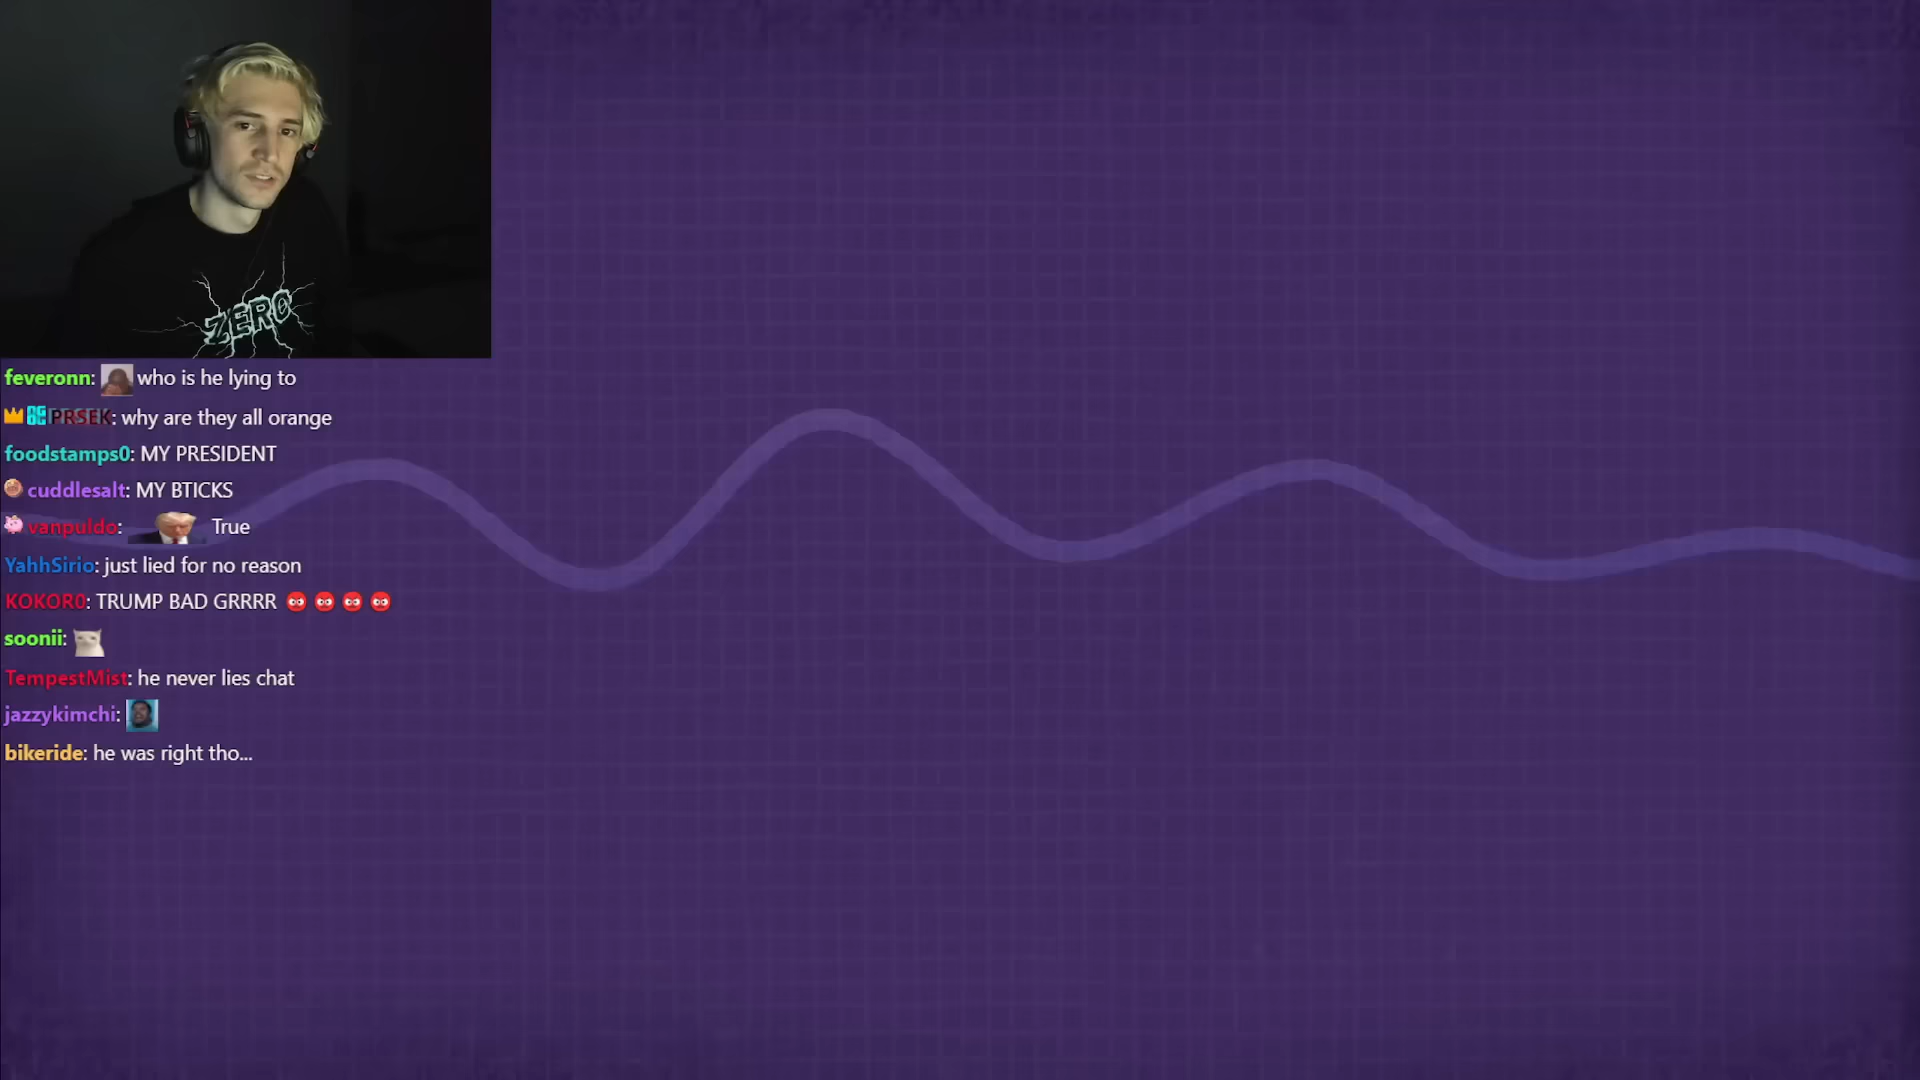 ZERO
feveronn: who is he lying to
PRSEK: why are they all orange
foodstamps0: MY PRESIDENT
cuddlesalt: MY BTICKS
vanpuldo: True
YahhSirio: just lied for no reason
KOKOR0: TRUMP BAD GRRRR
soonii:
TempestMist: he never lies chat
jazzykimchi:
bikeride: he was right tho...